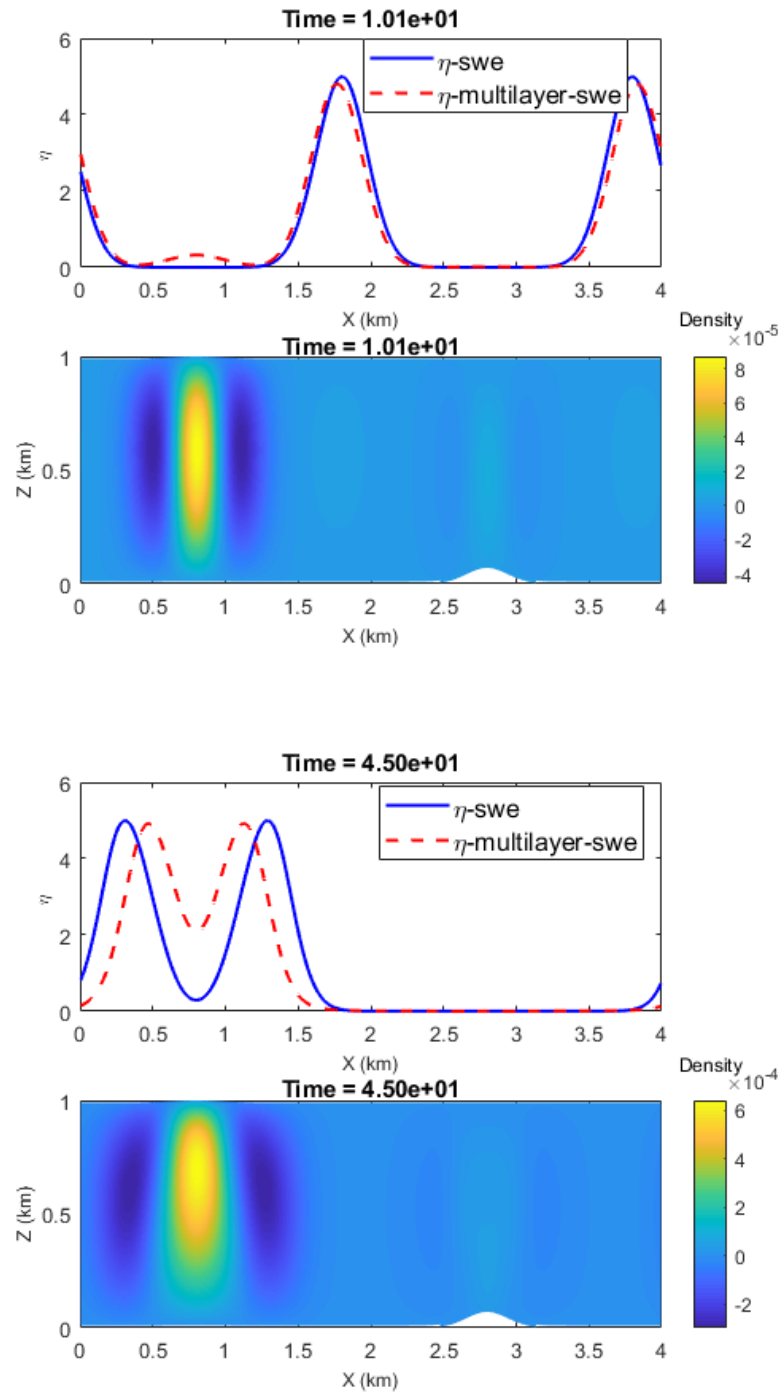 Time = 1.01e+01
6
4
2
0
η
η-swe
η-multilayer-swe
0 0.5 1 1.5 2 2.5 3 3.5 4
X (km)
Density
×10-5
Time = 1.01e+01
1
0.5
0
Z (km)
8
6
4
2
0
-2
-4
0 0.5 1 1.5 2 2.5 3 3.5 4
X (km)
Time = 4.50e+01
6
4
2
0
η
η-swe
η-multilayer-swe
0 0.5 1 1.5 2 2.5 3 3.5 4
X (km)
Density
×10-4
Time = 4.50e+01
1
0.5
0
Z (km)
6
4
2
0
-2
0 0.5 1 1.5 2 2.5 3 3.5 4
X (km)